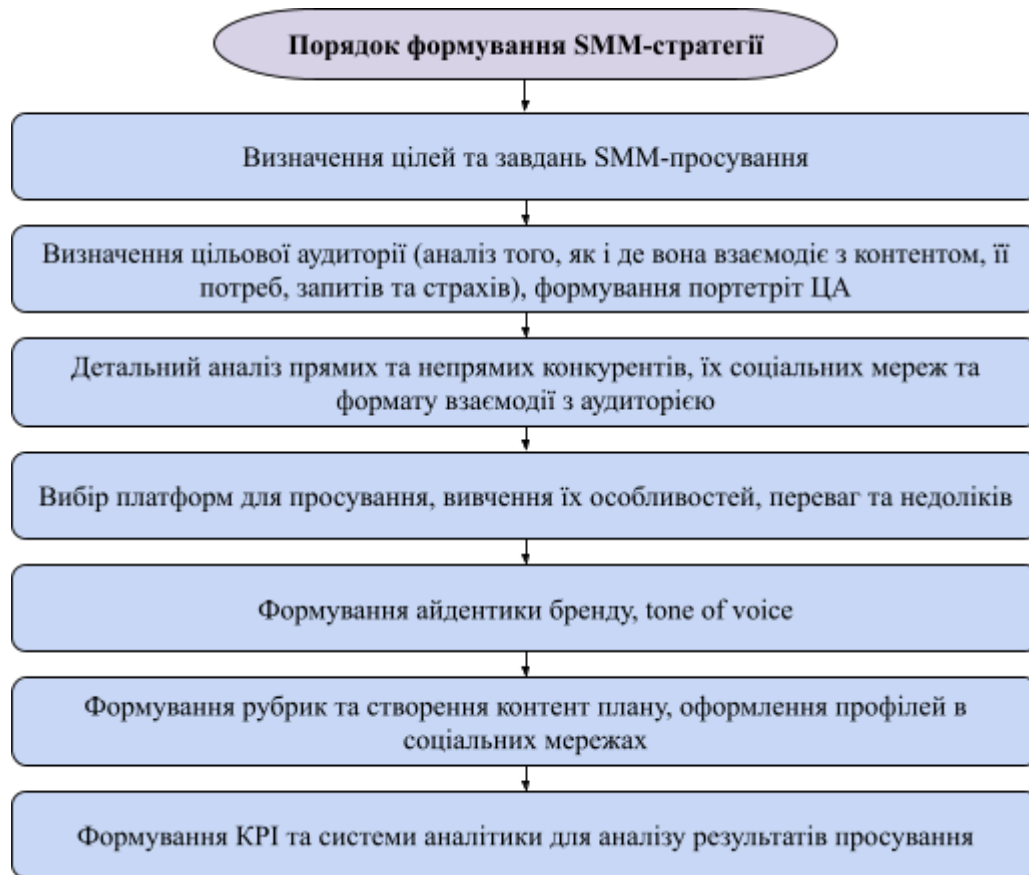 Порядок формування SMM-стратегії
Визначення цілей та завдань SMM-просування
Визначення цільової аудиторії (аналіз того, як і де вона взаємодіє з контентом, її
потреб, запитів та страхів), формування портетріт ЦА
Детальний аналіз прямих та непрямих конкурентів, їх соціальних мереж та
формату взаємодії з аудиторією
Вибір платформ для просування, вивчення їх особливостей, переваг та недоліків
Формування айдентики бренду, tone of voice
Формування рубрик та створення контент плану, оформлення профілей в
соціальних мережах
Формування KPI та системи аналітики для аналізу результатів просування